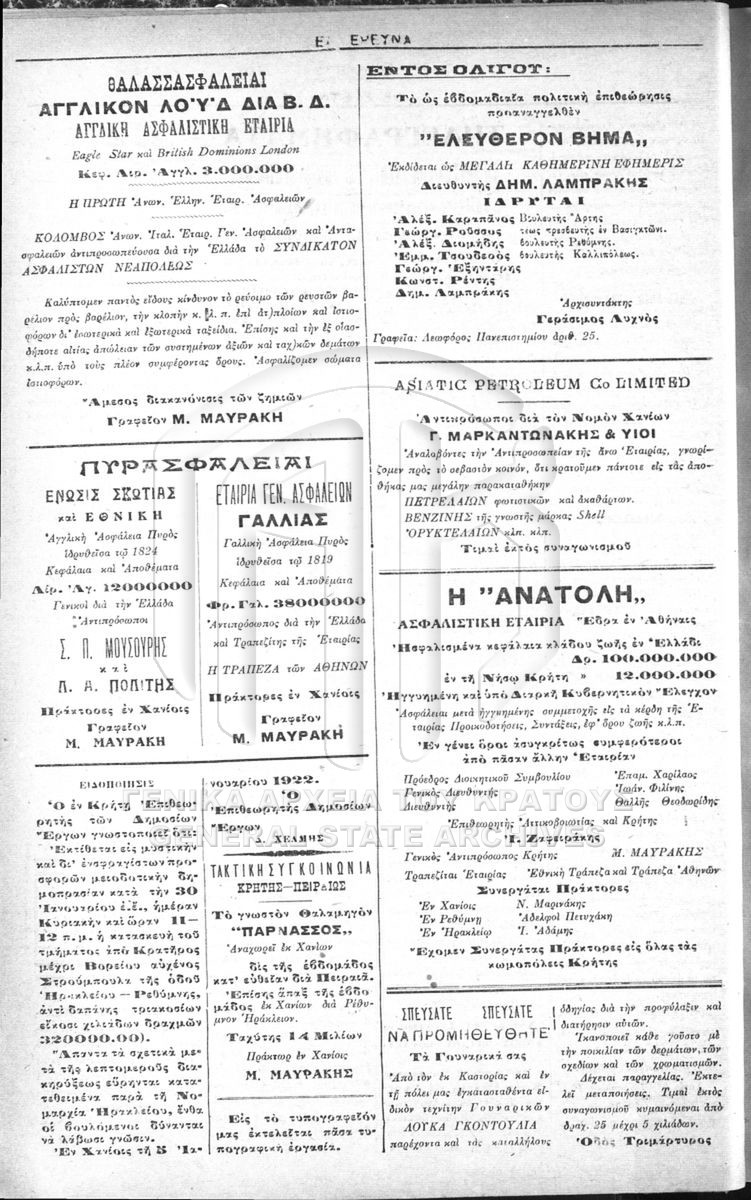 ΕΡΕΥΝΑ
ΘΑΛΑΣΣΑΣΦΑΛΕΙΑΙ
ΑΓΓΛΙΚΟΝ ΛΟΎ·Δ ΔΙΑ Β. Δ.
ΑΓΓΛΙΚΗ ΑΣΦΑΛΙΣΤΙΚΗ ΕΤΑΙΡΙΑ
Eagle Star καὶ British Dominions London
Κεφ. Λιρ. Ἀγγλ. 3.000.000
Η ΠΡΩΤΗ Ἀνων. Ἑλλην. Ἑταιρ. Ἀσφαλειῶν
ΚΟΛΟΜΒΟΣ Ἀνων. Ἰταλ. Ἑταιρ. Γεν. Ἀσφαλειῶν καὶ Ἀντα-
σφαλειῶν ἀντιπροσωπεύουσα διὰ τὴν Ἑλλάδα τὸ ΣΥΝΔΙΚΑΤΟΝ
ΑΣΦΑΛΙΣΤΩΝ ΝΕΑΠΟΛΕΩΣ
Καλύπτομεν παντὸς εἴδους κίνδυνον τὸ ρεύσιμο τῶν ρευστῶν βα-
ρέλιον πρὸς βαρέλιον, τὴν κλοπὴν κ. λ. π. ἐπὶ ἀτ)πλοίων καὶ ἱστιο-
φόρων δι' ἐσωτερικὰ καὶ ἐξωτερικὰ ταξείδια. Ἐπίσης καὶ τὴν ἐξ οἱασ-
δήποτε αἰτίας ἀπώλειαν τῶν συστημένων ἀξιῶν καὶ ταχ)κῶν δεμάτων
κ.λ.π. ὑπὸ τοὺς πλέον συμφέροντας ὅρους. Ἀσφαλίζομεν σώματα
ἱστιοφόρων.
Ἄμεσος διακανόνισις τῶν ζημιῶν
Γραφεῖον Μ. ΜΑΥΡΑΚΗ
ΠΥΡΑΣΦΑΛΕΙΑΙ
ΕΝΩΣΙΣ ΣΚΩΤΙΑΣ
καὶ ΕΘΝΙΚΗ
Ἀγγλικὴ Ἀσφάλεια Πυρὸς
ἱδρυθεῖσα τῷ 1824
Κεφάλαια καὶ Ἀποθέματα
Λίρ. Ἀγ. 12000000
Γενικοὶ διὰ τὴν Ἑλλάδα
Ἀντιπρόσωποι
Σ. Π. ΜΟΥΣΟΥΡΗΣ
καὶ
Λ. Α. ΠΟΛΙΤΗΣ
Πράκτορες ἐν Χανίοις
Γραφεῖον
Μ. ΜΑΥΡΑΚΗ
ΕΤΑΙΡΙΑ ΓΕΝ. ΑΣΦΑΛΕΙΩΝ
ΓΑΛΛΙΑΣ
Γαλλικὴ Ἀσφάλεια Πυρὸς
ἱδρυθεῖσα τῷ 1819
Κεφάλαια καὶ Ἀποθέματα
Φρ. Γαλ. 38000000
Ἀντιπρόσωπος διὰ τὴν Ἑλλάδα
καὶ Τραπεζίτης τῆς Ἑταιρίας
Η ΤΡΑΠΕΖΑ τῶν ΑΘΗΝΩΝ
Πράκτορες ἐν Χανίοις
Γραφεῖον
Μ. ΜΑΥΡΑΚΗ
ΕΙΔΟΠΟΙΗΣΙΣ
Ὁ ἐν Κρήτῃ Ἐπιθεω-
ρητὴς τῶν Δημοσίων
Ἔργων γνωστοποιεῖ ὅτι:
Ἐκτίθεται εἰς μυστικὴν
καὶ δι' ἐνσφραγίστων προ-
σφορῶν μειοδοτικὴν δη-
μοπρασίαν κατὰ τὴν 30
Ἰανουαρίου ἐ.ἔ., ἡμέραν
Κυριακὴν καὶ ὥραν 11—
12 π.μ. ἡ κατασκευὴ τοῦ
τμήματος ἀπὸ Κρατῆρος
μέχρι Βορείου αὐχένος
Στρούμπουλα τῆς ὁδοῦ
Ἡρακλείου — Ρεθύμνης,
ἀντὶ δαπάνης τριακοσίων
εἴκοσι χιλιάδων δραχμῶν
320000.00).
Ἅπαντα τὰ σχετικὰ με-
τὰ τῆς λεπτομεροῦς δια-
κηρύξεως εὕρηνται κατα-
τεθειμένα παρὰ τῇ Νο-
μαρχίᾳ Ἡρακλείου, ἔνθα
οἱ βουλόμενοι δύνανται
νὰ λάβωσι γνῶσιν.
Ἐν Χανίοις τῇ 5 Ἰα-
νουαρίου 1922.
Ὁ
Ἐπιθεωρητὴς Δημοσίων
Ἔργων
Δ. ΧΕΛΜΗΣ
ΤΑΚΤΙΚΗ ΣΥΓΚΟΙΝΩΝΙΑ
ΚΡΗΤΗΣ—ΠΕΙΡΑΙΩΣ
Τὸ γνωστὸν Θαλαμηγὸν
"ΠΑΡΝΑΣΣΟΣ„
Ἀναχωρεῖ ἐκ Χανίων
δὶς τῆς ἑβδομάδος
κατ' εὐθεῖαν διὰ Πειραιᾶ.
Ἐπίσης ἅπαξ τῆς ἑβδο
μάδος ἐκ Χανίων διὰ Ρέθυ-
μνον Ἡράκλειον.
Ταχύτης 14 Μιλίων
Πράκτωρ ἐν Χανίοις
Μ. ΜΑΥΡΑΚΗΣ
Εἰς τὸ τυπογραφεῖόν
μας ἐκτελεῖται πᾶσα τυ-
πογραφικὴ ἐργασία.
ΕΝΤΟΣ ΟΛΙΓΟΥ:
Τὸ ὡς ἑβδομαδιαία πολιτικὴ ἐπιθεώρησις
προαναγγελθὲν
"ΕΛΕΥΘΕΡΟΝ ΒΗΜΑ„
Ἐκδίδεται ὡς ΜΕΓΑΛΗ ΚΑΘΗΜΕΡΙΝΗ ΕΦΗΜΕΡΙΣ
Διευθυντὴς ΔΗΜ. ΛΑΜΠΡΑΚΗΣ
ΙΔΡΥΤΑΙ
Ἀλέξ. Καραπάνος Βουλευτὴς Ἄρτης
Γεώργ. Ροῦσσος τέως πρεσβευτὴς ἐν Βασιγκτῶνι.
Ἀλέξ. Διομήδης βουλευτὴς Ρεθύμνης.
Ἐμμ. Τσουδερὸς βουλευτὴς Καλλιπόλεως.
Γεώργ. Ἐξηντάρης
Κωνστ. Ρέντης
Δημ. Λαμπράκης
Ἀρχισυντάκτης
Γεράσιμος Λυχνὸς
Γραφεῖα: Λεωφόρος Πανεπιστημίου ἀριθ. 25.
ASIATIC PETROLEUM Co LIMITED
Ἀντιπρόσωποι διὰ τὸν Νομὸν Χανίων
Γ. ΜΑΡΚΑΝΤΩΝΑΚΗΣ & ΥΙΟΙ
Ἀναλαβόντες τὴν Ἀντιπροσωπείαν τῆς ἄνω Ἑταιρίας, γνωρί-
ζομεν πρὸς τὸ σεβαστὸν κοινόν, ὅτι κρατοῦμεν πάντοτε εἰς τὰς ἀπο-
θήκας μας μεγάλην παρακαταθήκην
ΠΕΤΡΕΛΑΙΩΝ φωτιστικῶν καὶ ἀκαθάρτων.
ΒΕΝΖΙΝΗΣ τῆς γνωστῆς μάρκας Shell
ΟΡΥΚΤΕΛΑΙΩΝ κλπ. κλπ.
Τιμαὶ ἐκτὸς συναγωνισμοῦ
Η "ΑΝΑΤΟΛΗ„
ΑΣΦΑΛΙΣΤΙΚΗ ΕΤΑΙΡΙΑ Ἕδρα ἐν Ἀθήναις
Ἠσφαλισμένα κεφάλαια κλάδου ζωῆς ἐν Ἑλλάδι
Δρ. 100.000.000
ἐν τῇ Νήσῳ Κρήτῃ » 12.000.000
Ἠγγυημένη καὶ ὑπὸ Διαρκῆ Κυβερνητικὸν Ἔλεγχον
Ἀσφάλειαι μετὰ ἠγγυημένης συμμετοχῆς εἰς τὰ κέρδη τῆς Ἑ-
ταιρίας Προικοδοτήσεις, Συντάξεις, ἐφ' ὅρου ζωῆς κ.λ.π.
Ἐν γένει ὅροι ἀσυγκρίτως συμφερότεροι
ἀπὸ πᾶσαν ἄλλην Ἑταιρίαν
Πρόεδρος Διοικητικοῦ Συμβουλίου Ἐπαμ. Χαρίλαος
Γενικὸς Διευθυντὴς Ἰωάν. Φιλίνης
Διευθυντὴς Θαλλῆς Θεοδωρίδης
Ἐπιθεωρητὴς Δ)τικοβοιωτίας καὶ Κρήτης
Ἰ. Ζαφειράκης
Γενικὸς Ἀντιπρόσωπος Κρήτης Μ. ΜΑΥΡΑΚΗΣ
Τραπεζῖται Ἑταιρίας Ἐθνικὴ Τράπεζα καὶ Τράπεζα Ἀθηνῶν
Συνεργάται Πράκτορες
Ἐν Χανίοις Ν. Μαρινάκης
Ἐν Ρεθύμνῃ Ἀδελφοὶ Πετυχάκη
Ἐν Ἡρακλείῳ Ἰ. Ἀδάμης
Ἔχομεν Συνεργάτας Πράκτορες εἰς ὅλας τὰς
κωμοπόλεις Κρήτης
ΣΠΕΥΣΑΤΕ ΣΠΕΥΣΑΤΕ
ΝΑ ΠΡΟΜΗΘΕΥΘΗΤΕ
Τὰ Γουναρικά σας
Ἀπὸ τὸν ἐκ Καστορίας καὶ ἐν
τῇ πόλει μας ἐγκατασταθέντα εἰ-
δικὸν τεχνίτην Γουναρικῶν
ΛΟΥΚΑ ΓΚΟΝΤΟΥΛΙΑ
παρέχοντα καὶ τὰς καταλλήλους
ὁδηγίας διὰ τὴν προφύλαξιν καὶ
διατήρησιν αὐτῶν.
Ἱκανοποιεῖ κάθε γοῦστο μὲ
τὴν ποικιλίαν τῶν δερμάτων, τῶν
σχεδίων καὶ τῶν χρωματισμῶν.
Δέχεται παραγγελίας. Ἐκτε-
λεῖ μεταποιήσεις. Τιμαὶ ἐκτὸς
συναγωνισμοῦ κυμαινόμεναι ἀπὸ
δραχ. 25 μέχρι 5 χιλιάδων.
Ὁδὸς Τριμάρτυρος
ΓΕΝΙΚΑ ΑΡΧΕΙΑ ΤΟΥ ΚΡΑΤΟΥΣ
GENERAL STATE ARCHIVES